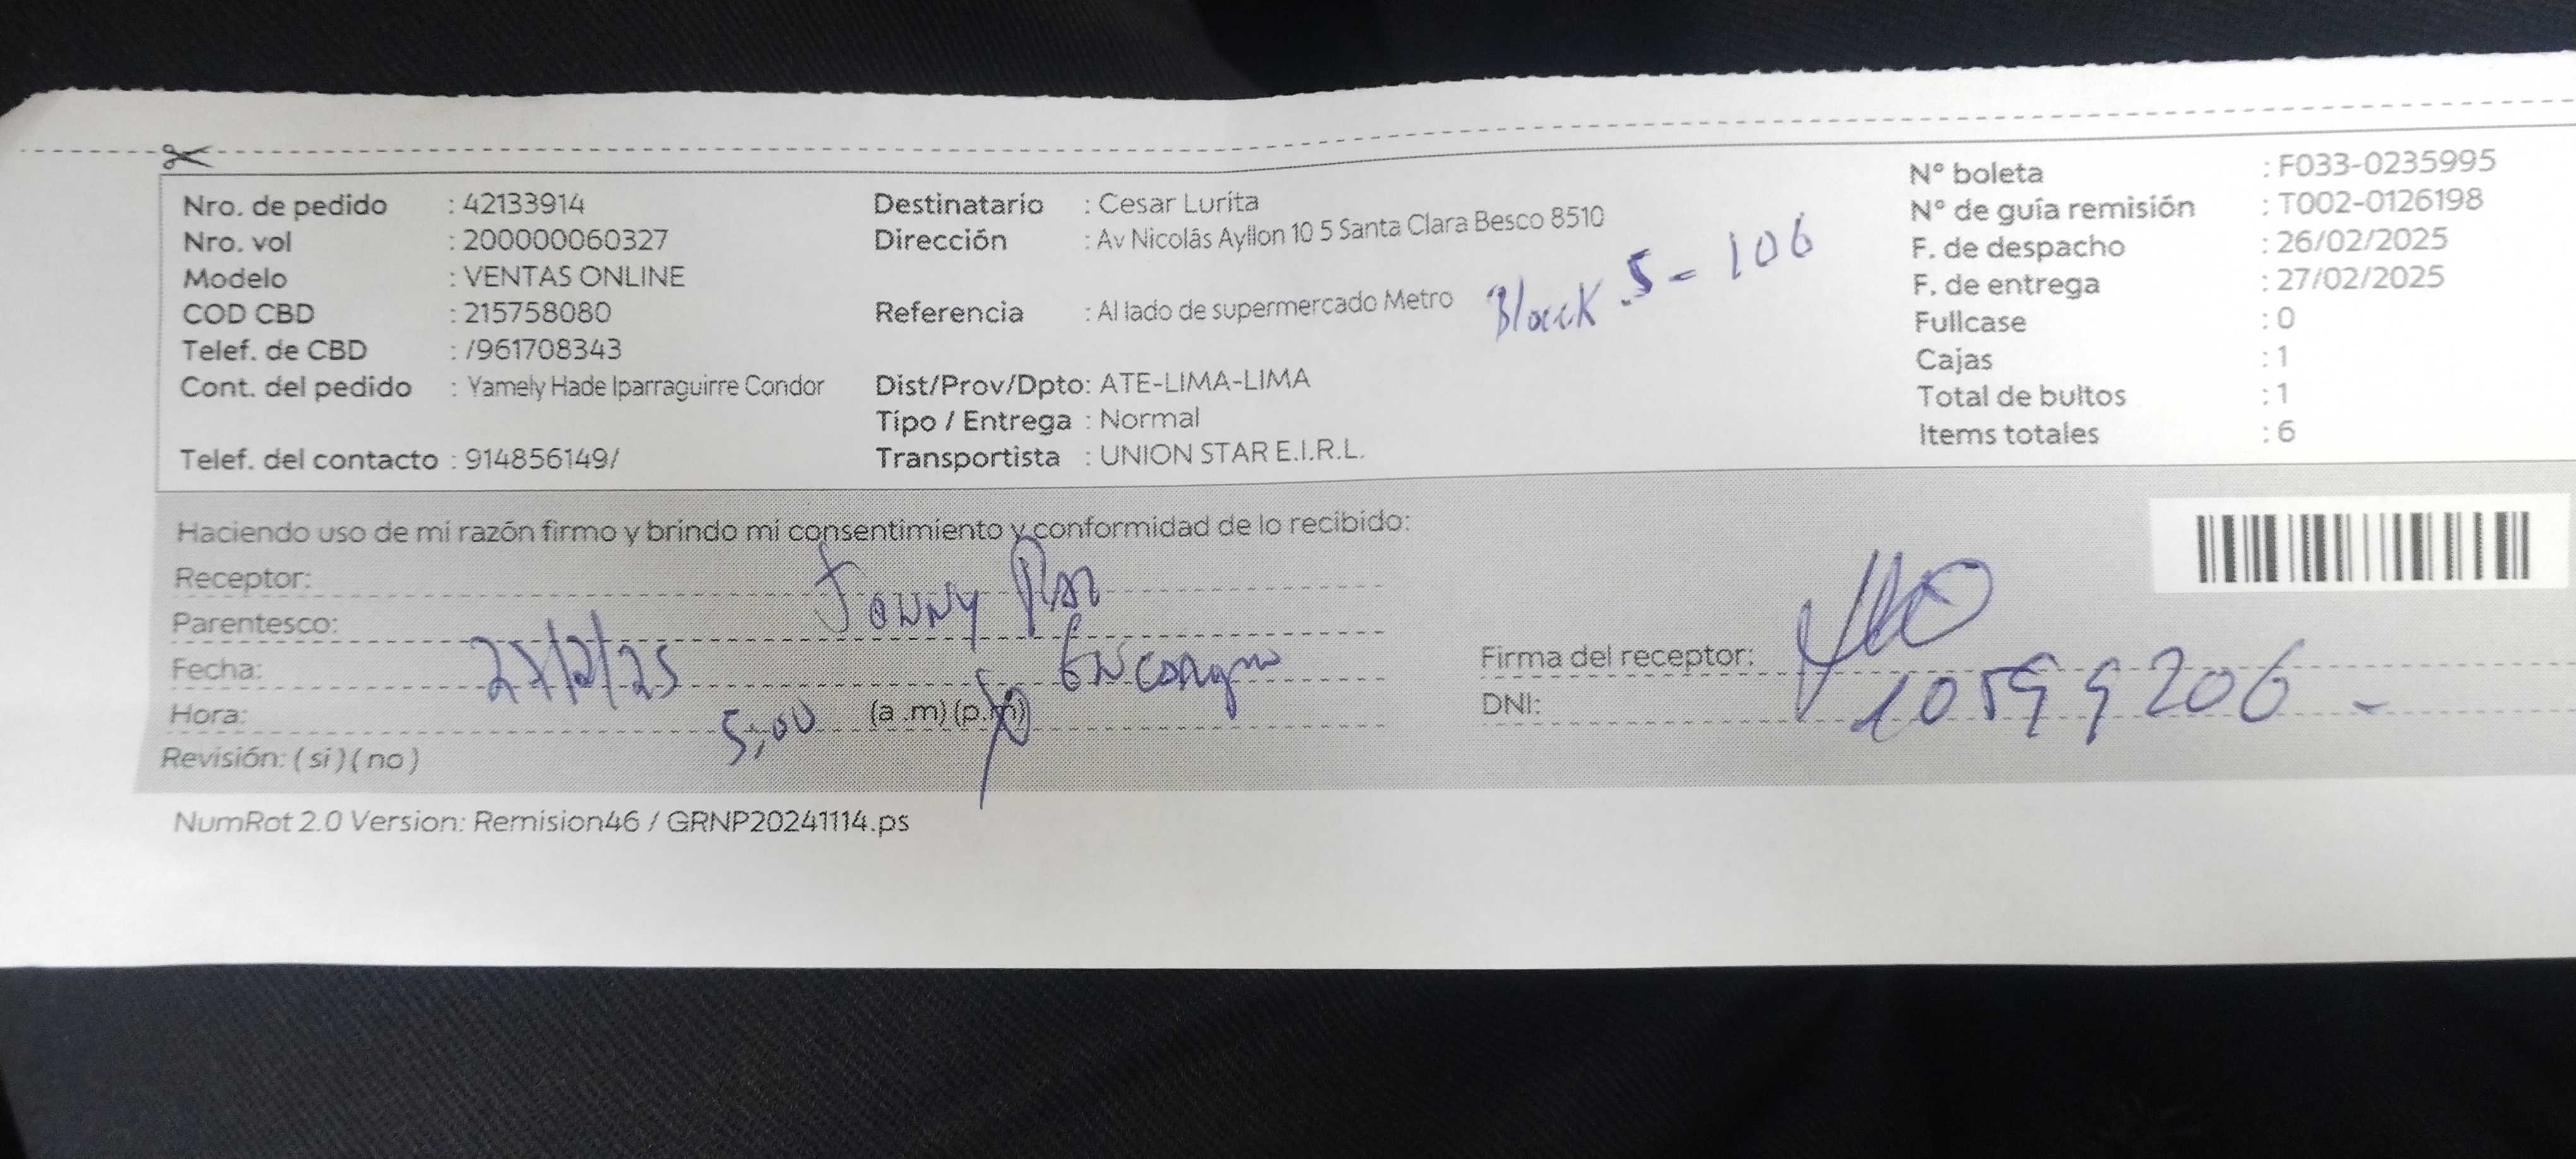 Nro. de pedido : 42133914
Nro. vol : 200000060327
Modelo : VENTAS ONLINE
COD CBD : 215758080
Telef. de CBD : /961708343
Cont. del pedido : Yamely Hade Iparraguirre Condor
Telef. del contacto : 914856149/
Destinatario : Cesar Lurita
Dirección : Av Nicolás Ayllon 10 5 Santa Clara Besco 8510
Referencia : Al lado de supermercado Metro
Block 5 - 106
Dist/Prov/Dpto: ATE-LIMA-LIMA
Tipo / Entrega : Normal
Transportista : UNION STAR E.I.R.L.
Nº boleta : F033-0235995
Nº de guía remisión : T002-0126198
F. de despacho : 26/02/2025
F. de entrega : 27/02/2025
Fullcase : 0
Cajas : 1
Total de bultos : 1
Items totales : 6
Haciendo uso de mi razón firmo y brindo mi consentimiento y conformidad de lo recibido:
Receptor: Jonny
Parentesco:
Fecha: 27/2/25
Hora: 5:00 (a .m) (p.m)
Revisión: ( si ) ( no )
Firma del receptor:
DNI: 10599206 -
NumRot 2.0 Version: Remision46 / GRNP20241114.ps